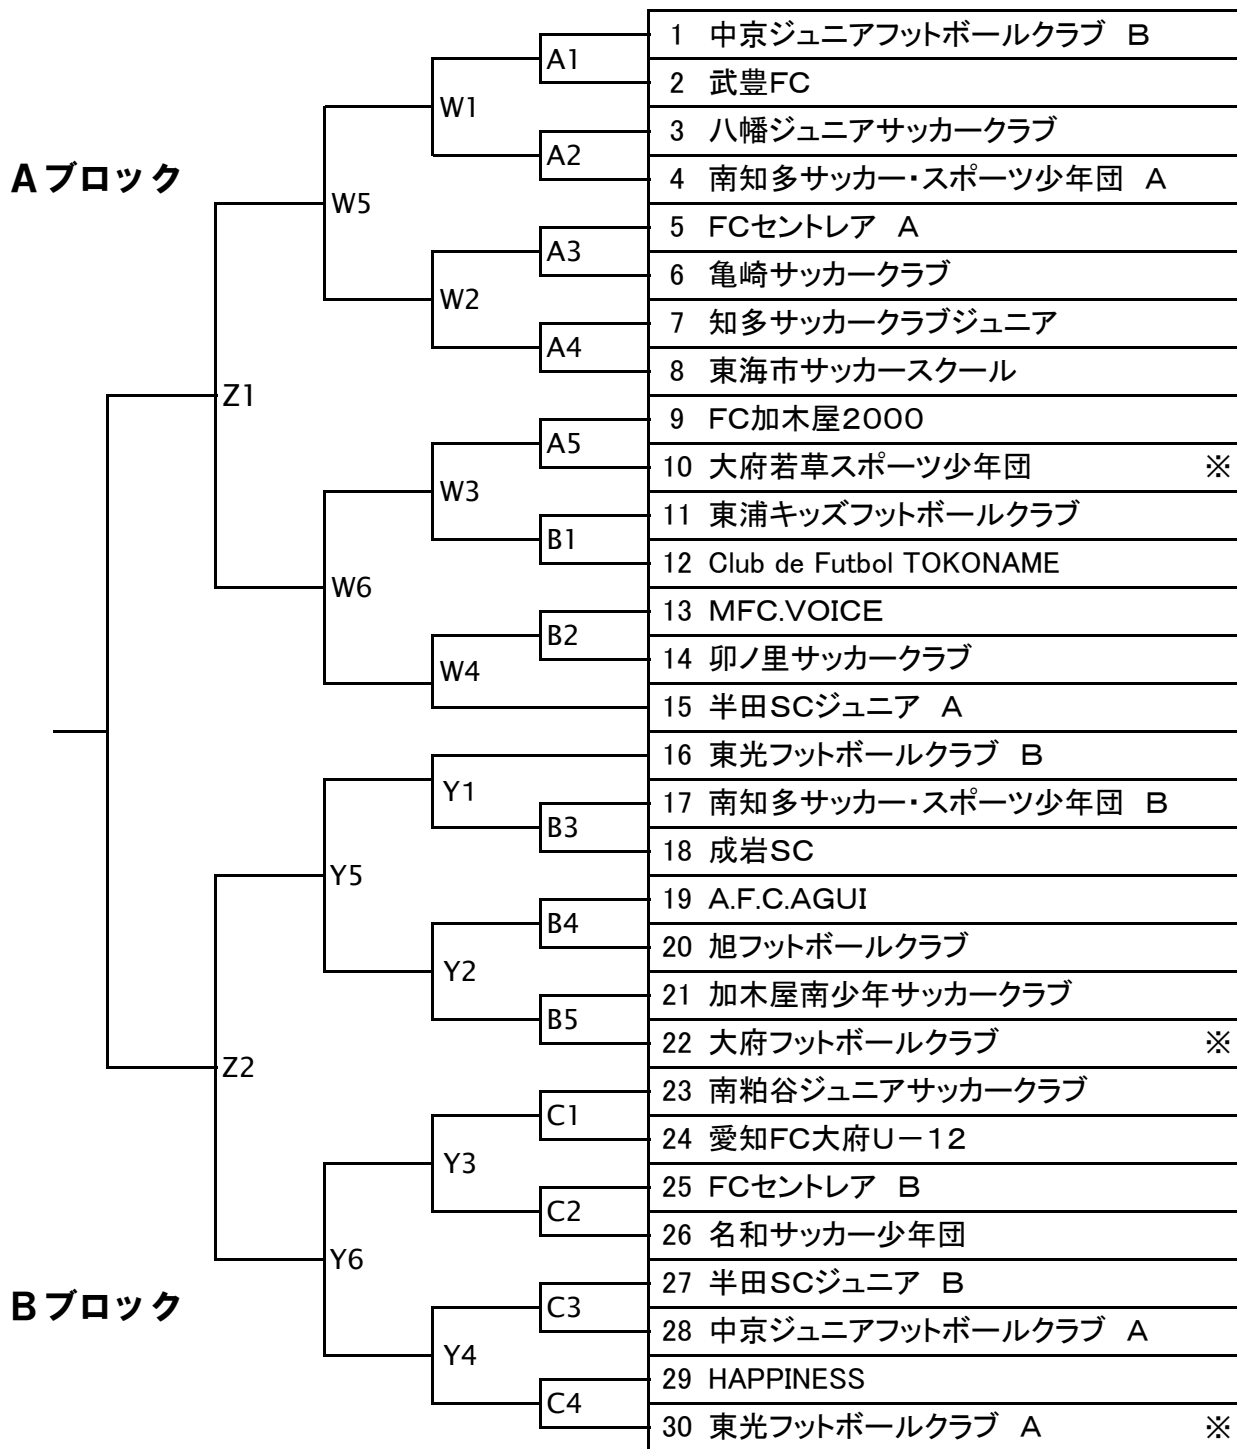 1 中京ジュニアフットボールクラブ B
A1
2 武豊FC
W1
3 八幡ジュニアサッカークラブ
A2
Aブロック
4 南知多サッカー・スポーツ少年団 A
W5
5 FCセントレア A
A3
6 亀崎サッカークラブ
W2
7 知多サッカークラブジュニア
A4
8 東海市サッカースクール
Z1
9 FC加木屋2000
A5
10 大府若草スポーツ少年団 ※
W3
11 東浦キッズフットボールクラブ
B1
12 Club de Futbol TOKONAME
W6
13 MFC.VOICE
B2
14 卯ノ里サッカークラブ
W4
15 半田SCジュニア A
16 東光フットボールクラブ B
Y1
17 南知多サッカー・スポーツ少年団 B
B3
18 成岩SC
Y5
19 A.F.C.AGUI
B4
20 旭フットボールクラブ
Y2
21 加木屋南少年サッカークラブ
B5
22 大府フットボールクラブ ※
Z2
23 南粕谷ジュニアサッカークラブ
C1
24 愛知FC大府U－12
Y3
25 FCセントレア B
C2
26 名和サッカー少年団
Y6
27 半田SCジュニア B
Bブロック
C3
28 中京ジュニアフットボールクラブ A
Y4
29 HAPPINESS
C4
30 東光フットボールクラブ A ※